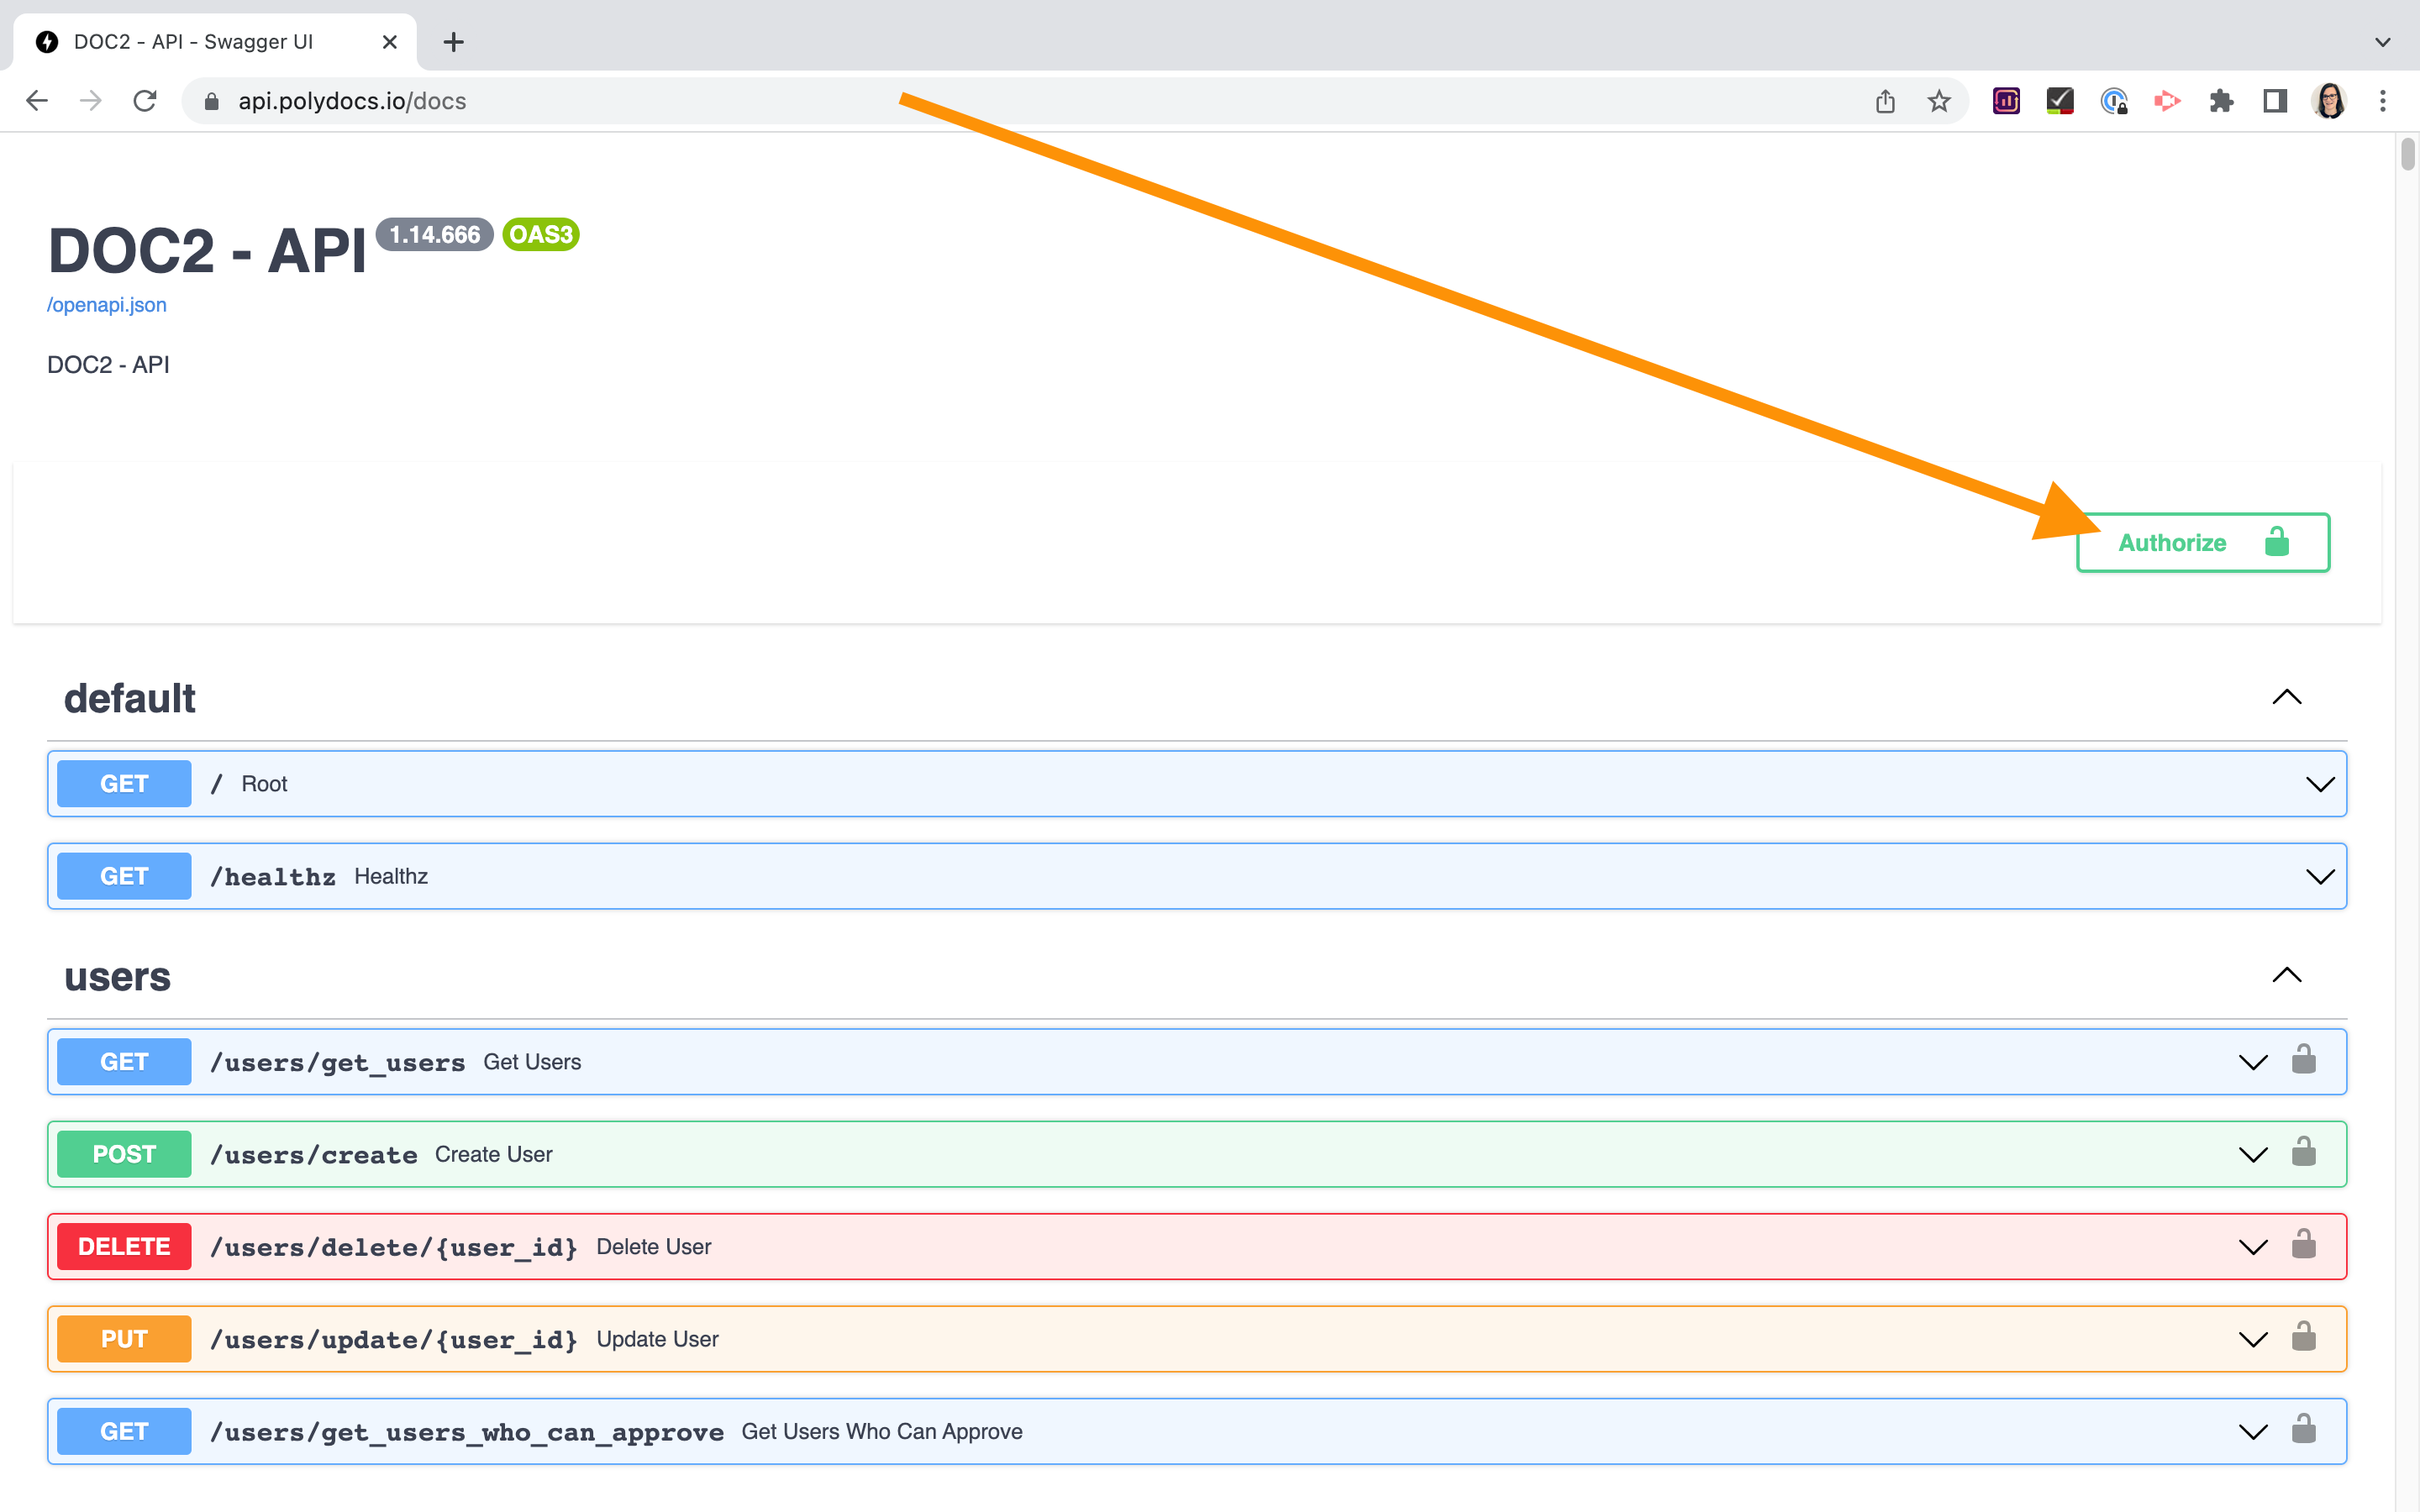 DOC2 - API - Swagger UI
api.polydocs.io/docs
DOC2 - API 1.14.666 OAS3
/openapi.json
DOC2 - API
Authorize
default
GET / Root
GET /healthz Healthz
users
GET /users/get_users Get Users
POST /users/create Create User
DELETE /users/delete/{user_id} Delete User
PUT /users/update/{user_id} Update User
GET /users/get_users_who_can_approve Get Users Who Can Approve